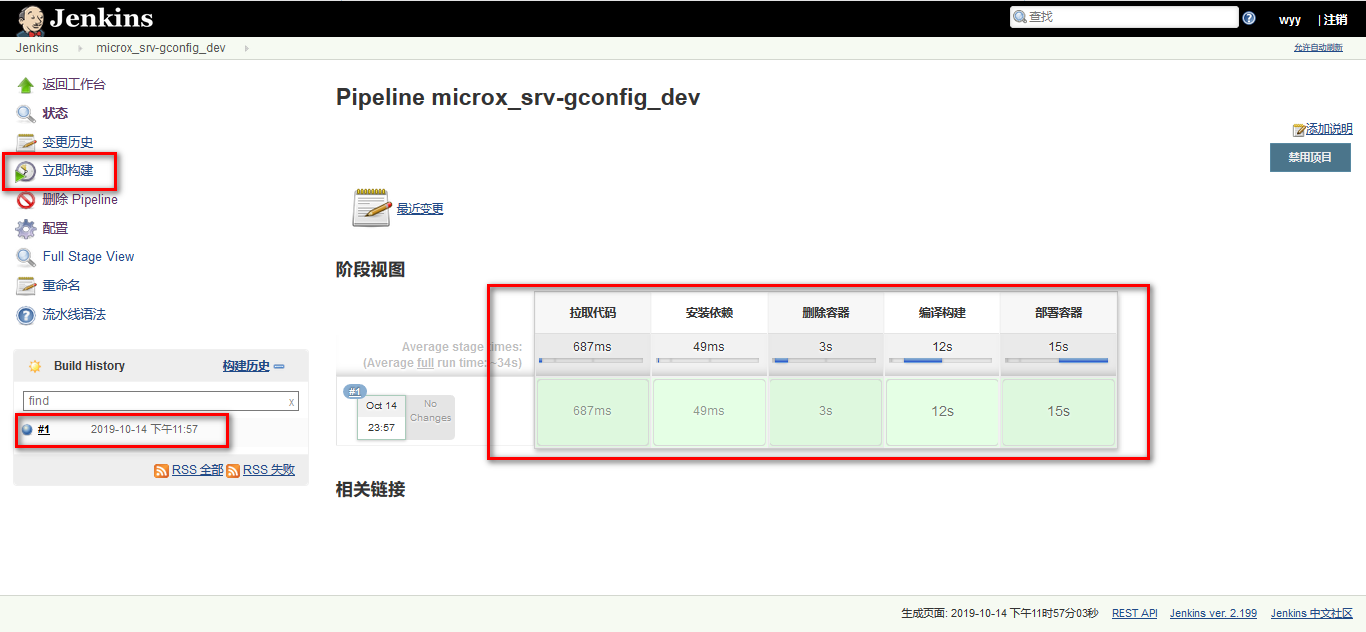 Jenkins
查找
wyy | 注销
Jenkins microx_srv-gconfig_dev
允许自动刷新
返回工作台
状态
变更历史
立即构建
删除 Pipeline
配置
Full Stage View
重命名
流水线语法
Build History 构建历史
find x
#1 2019-10-14 下午11:57
RSS 全部 RSS 失败
Pipeline microx_srv-gconfig_dev
添加说明
禁用项目
最近变更
阶段视图
拉取代码 安装依赖 删除容器 编译构建 部署容器
Average stage times: 687ms 49ms 3s 12s 15s
(Average full run time: ~34s)
#1
Oct 14
23:57
No
Changes
687ms 49ms 3s 12s 15s
相关链接
生成页面: 2019-10-14 下午11时57分03秒 REST API Jenkins ver. 2.199 Jenkins 中文社区